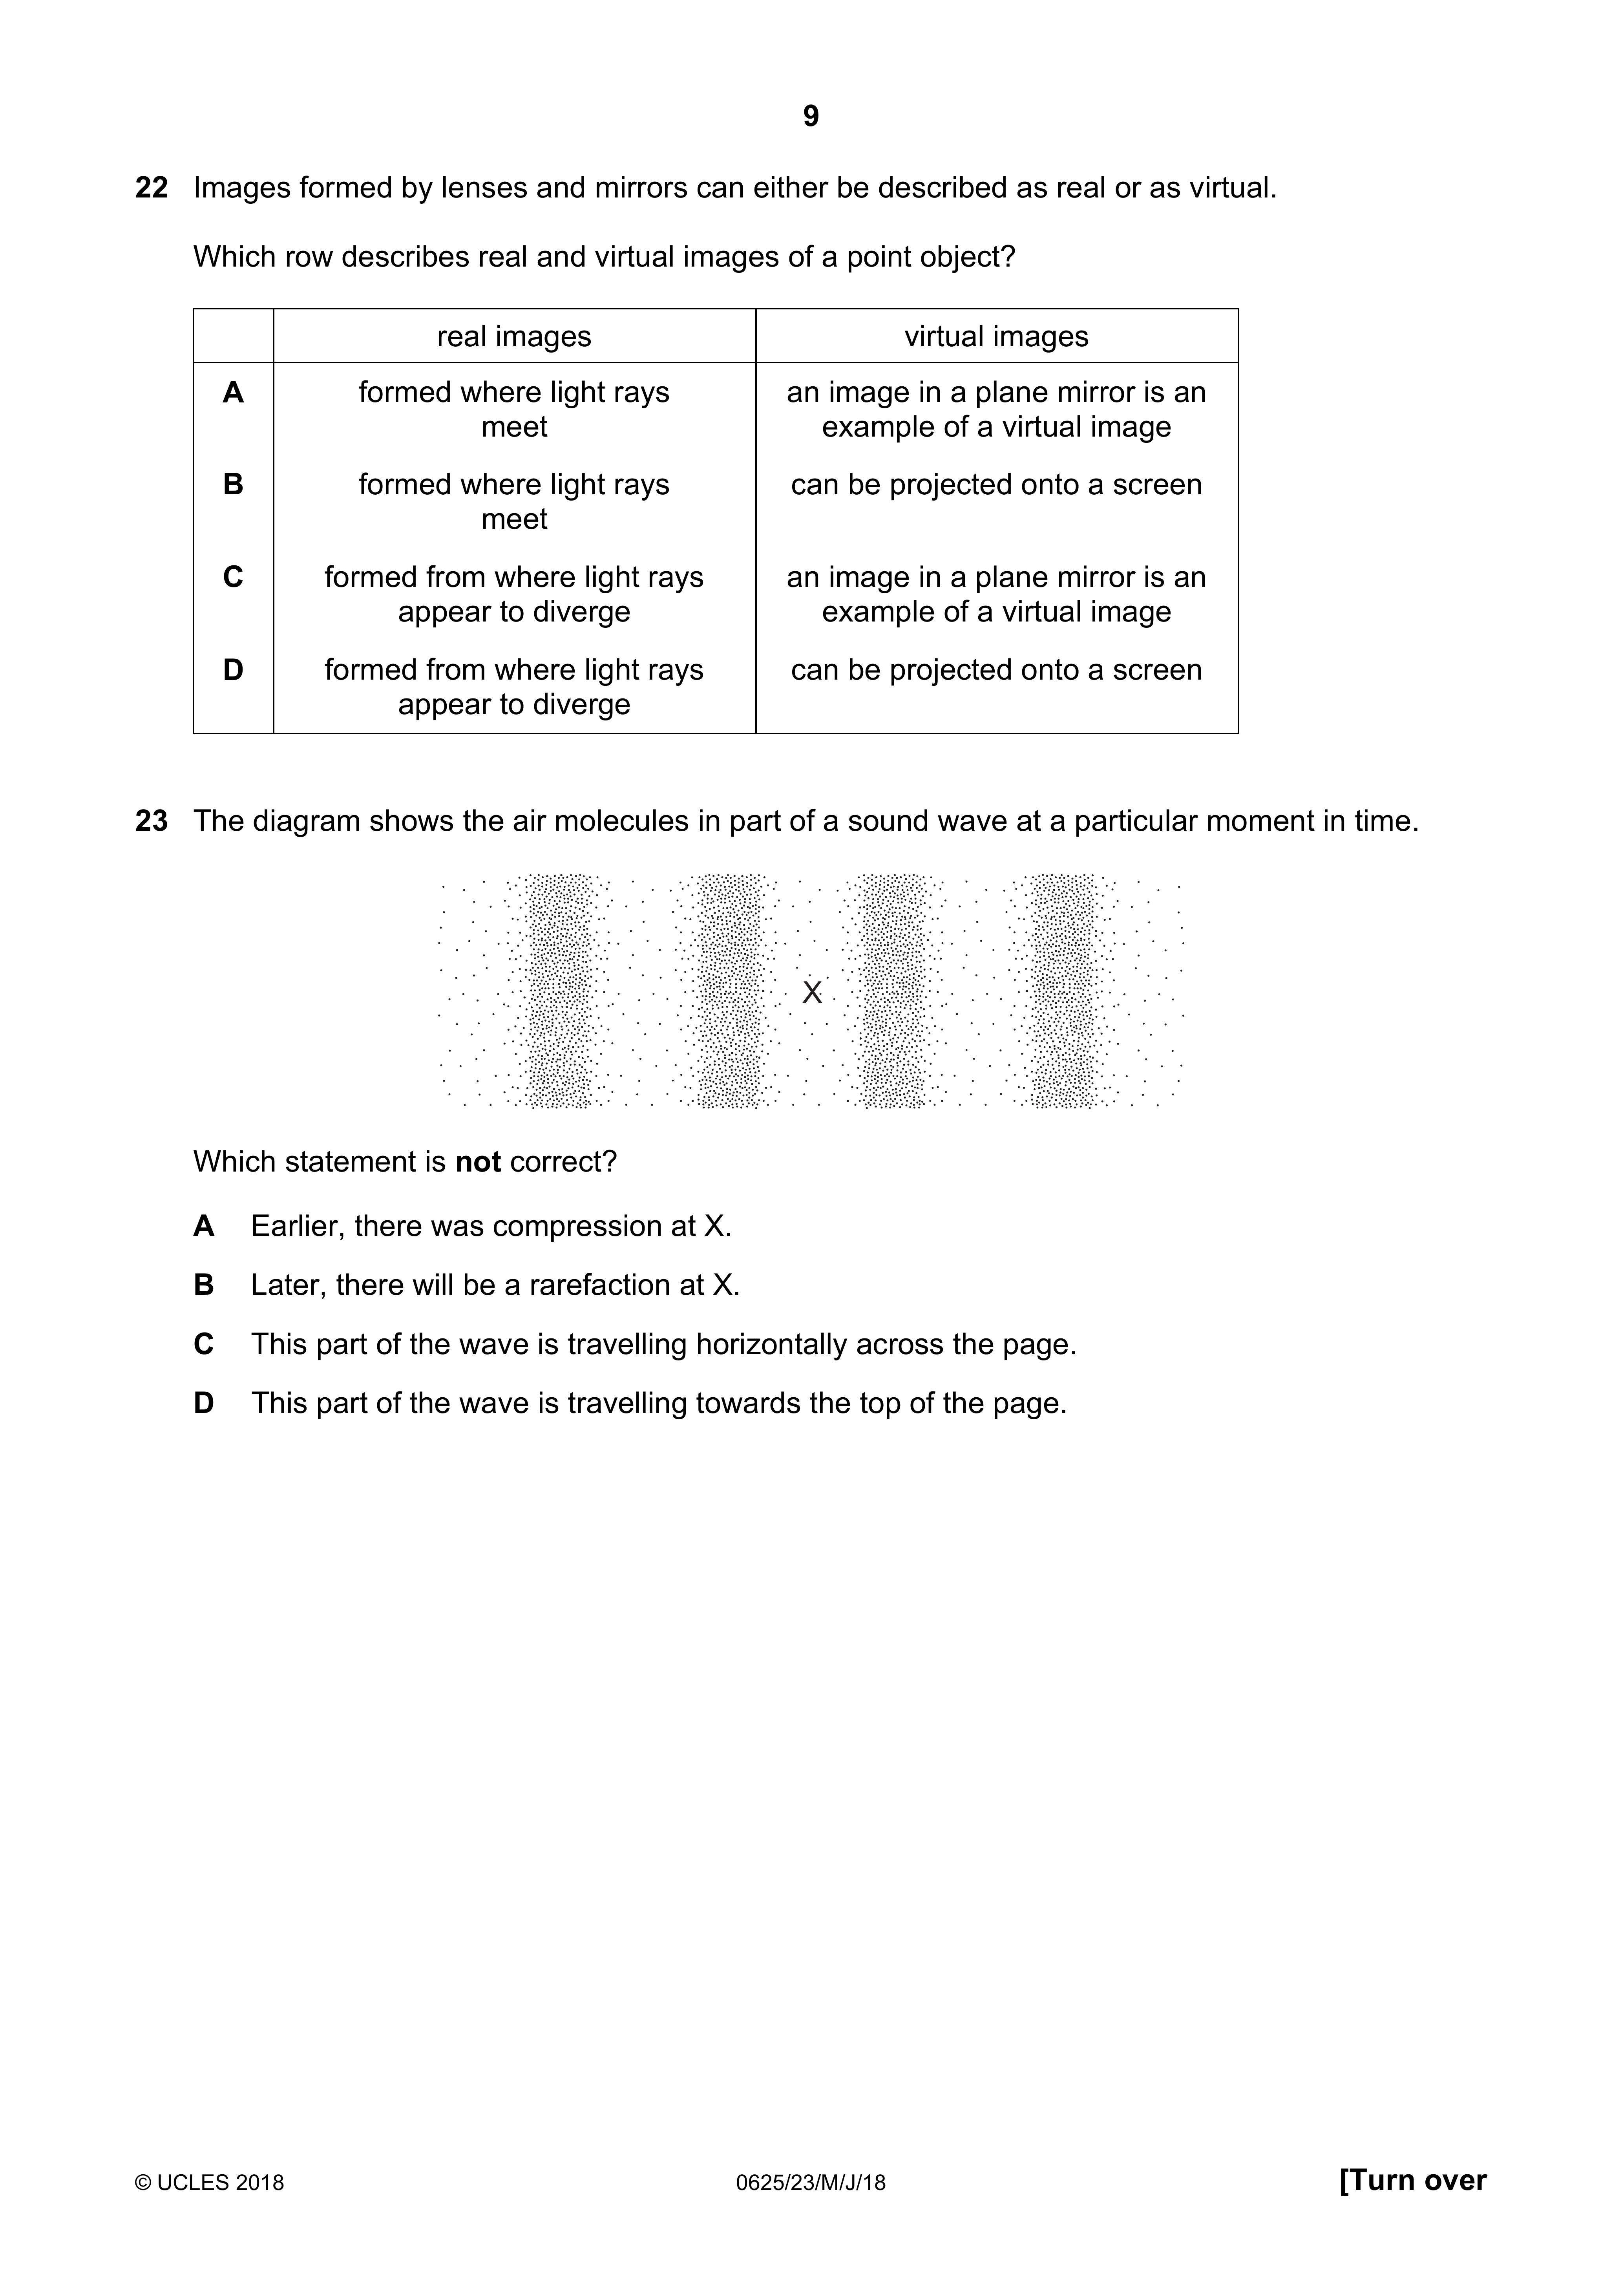 9
22 Images formed by lenses and mirrors can either be described as real or as virtual.
Which row describes real and virtual images of a point object?
real images virtual images
A formed where light rays an image in a plane mirror is an
meet example of a virtual image
B formed where light rays can be projected onto a screen
meet
C formed from where light rays an image in a plane mirror is an
appear to diverge example of a virtual image
D formed from where light rays can be projected onto a screen
appear to diverge
23 The diagram shows the air molecules in part of a sound wave at a particular moment in time.
X
Which statement is not correct?
A Earlier, there was compression at X.
B Later, there will be a rarefaction at X.
C This part of the wave is travelling horizontally across the page.
D This part of the wave is travelling towards the top of the page.
© UCLES 2018 0625/23/M/J/18 [Turn over